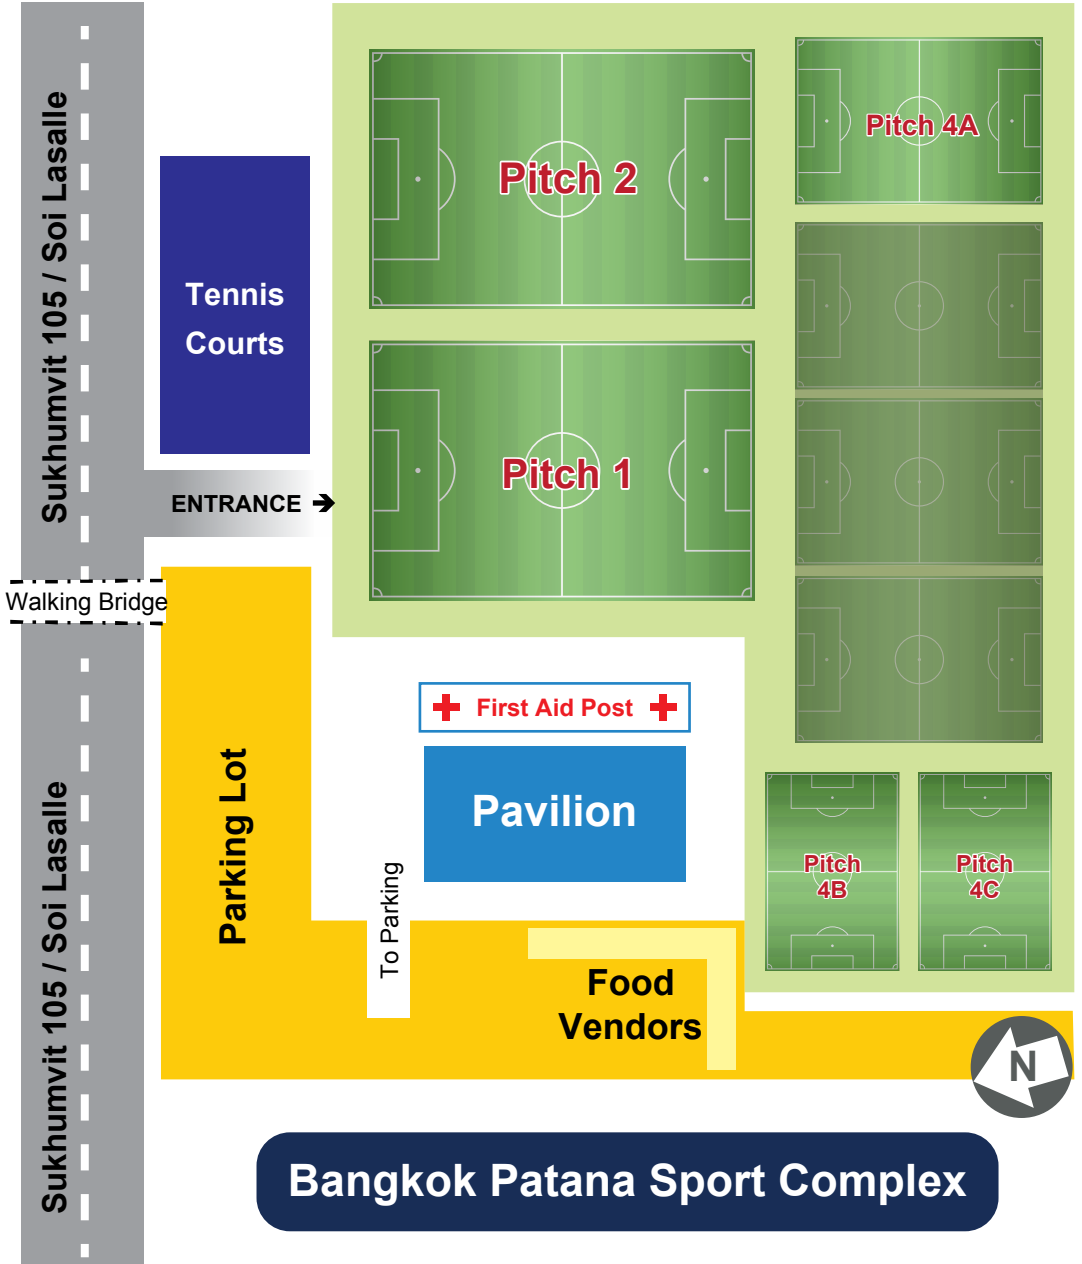 Sukhumvit 105 / Soi Lasalle
Tennis
Courts
Pitch 2
Pitch 4A
Pitch 1
ENTRANCE
Walking Bridge
First Aid Post
Pavilion
Parking Lot
To Parking
Pitch
4B
Pitch
4C
Food
Vendors
Sukhumvit 105 / Soi Lasalle
N
Bangkok Patana Sport Complex